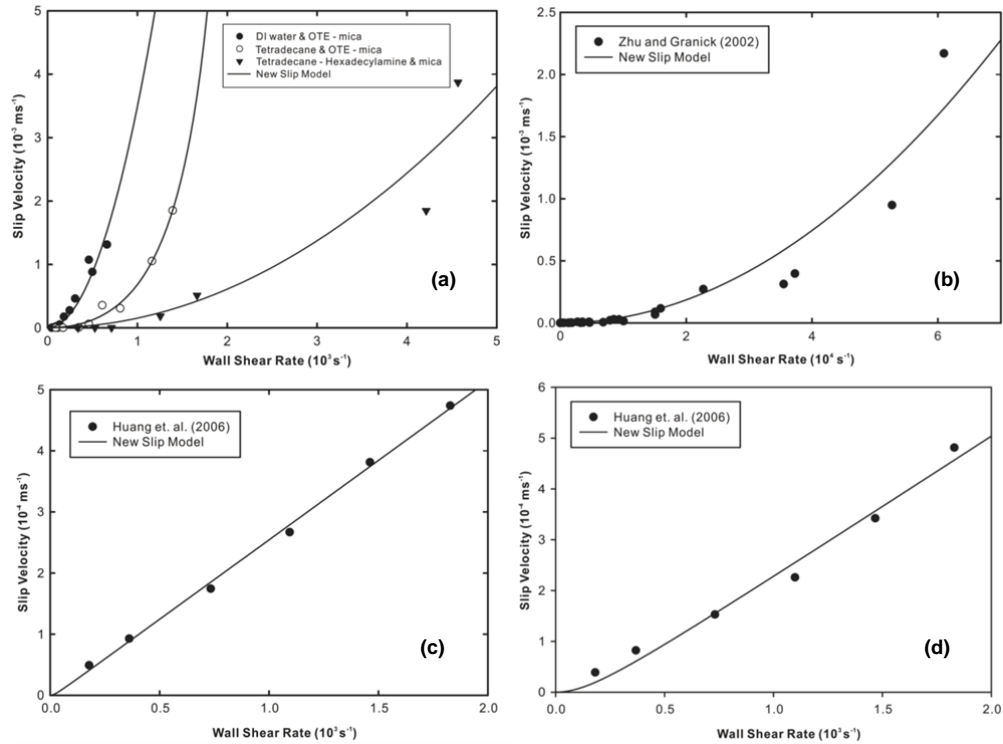 5
4
3
2
1
0
Slip Velocity (10⁻³ ms⁻¹)
DI water & OTE - mica
Tetradecane & OTE - mica
Tetradecane - Hexadecylamine & mica
New Slip Model
(a)
0 1 2 3 4 5
Wall Shear Rate (10³ s⁻¹)
2.5
2.0
1.5
1.0
0.5
0.0
Slip Velocity (10⁻³ ms⁻¹)
Zhu and Granick (2002)
New Slip Model
(b)
0 2 4 6
Wall Shear Rate (10⁴ s⁻¹)
5
4
3
2
1
0
Slip Velocity (10⁻⁴ ms⁻¹)
Huang et. al. (2006)
New Slip Model
(c)
0.0 0.5 1.0 1.5 2.0
Wall Shear Rate (10³ s⁻¹)
6
5
4
3
2
1
0
Slip Velocity (10⁻⁴ ms⁻¹)
Huang et. al. (2006)
New Slip Model
(d)
0.0 0.5 1.0 1.5 2.0
Wall Shear Rate (10³ s⁻¹)